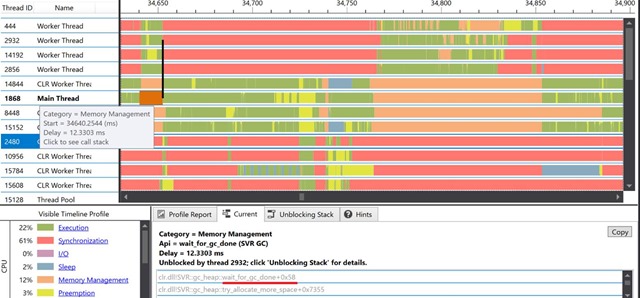 Thread ID Name 34,650 34,700 34,750 34,800 34,850 34,900
444 Worker Thread
2932 Worker Thread
14192 Worker Thread
2856 Worker Thread
14844 CLR Worker Threa
1868 Main Thread
8448 C
15152
2480
Category = Memory Management
Start = 34640.2544 (ms)
Delay = 12.3303 ms
Click to see call stack
10956 CLR Worker Threa
15784 CLR Worker Threa
15608 CLR Worker Threa
15128 Thread Pool
Visible Timeline Profile
CPU
22% Execution
61% Synchronization
0% I/O
2% Sleep
12% Memory Management
3% Preemption
Profile Report Current Unblocking Stack Hints
Copy
Category = Memory Management
Api = wait_for_gc_done (SVR GC)
Delay = 12.3303 ms
Unblocked by thread 2932; click 'Unblocking Stack' for details.
clr.dll!SVR::gc_heap::wait_for_gc_done+0x58
clr.dll!SVR::gc_heap::try_allocate_more_space+0x7355